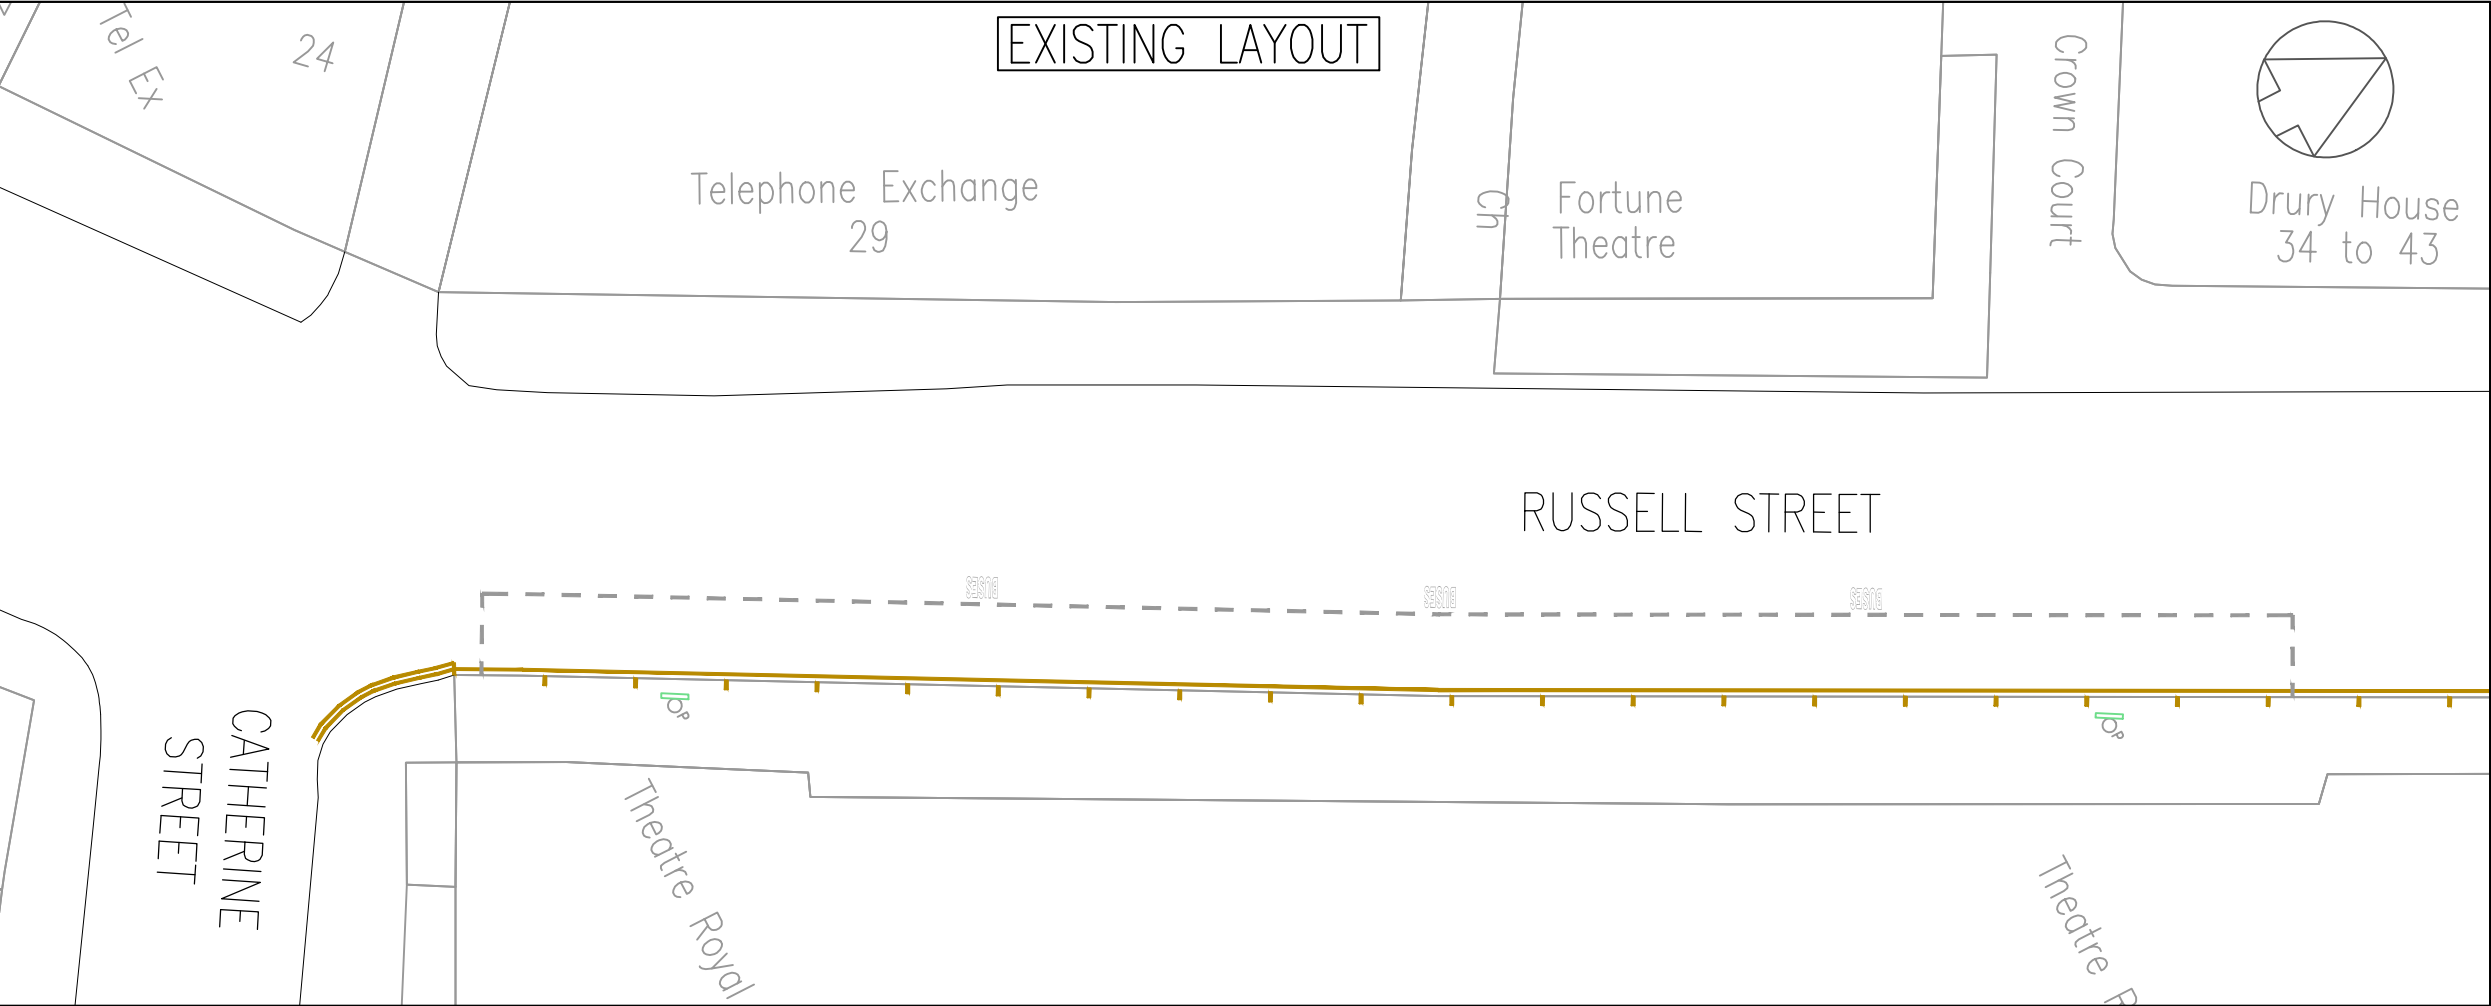 EXISTING LAYOUT
Tel Ex
24
Telephone Exchange
29
Ch
Fortune
Theatre
Crown Court
Drury House
34 to 43
RUSSELL STREET
BUSES
BUSES
BUSES
CATHERINE
STREET
Theatre Royal
Theatre R